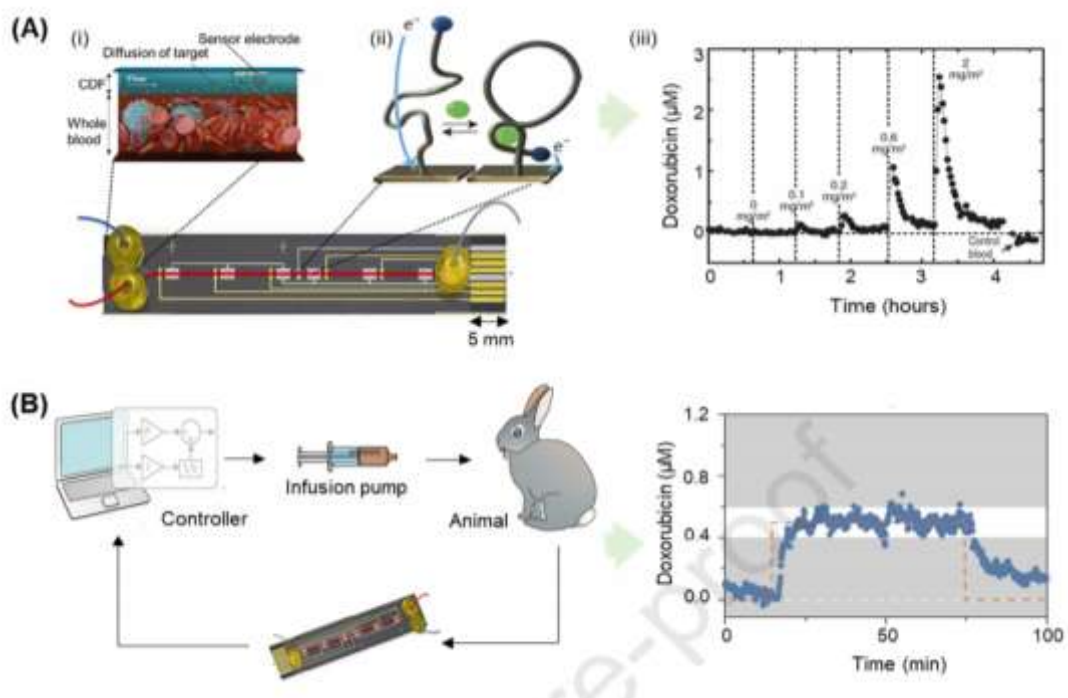 (A)
(i)
Sensor electrode
Diffusion of target
Flow
CDF
Whole
blood
5 mm
(ii)
e-
e-
(iii)
Doxorubicin (μM)
3
2
1
0
0
mg/m²
0.1
mg/m²
0.2
mg/m²
0.6
mg/m²
2
mg/m²
Control
blood
0 1 2 3 4
Time (hours)
(B)
Controller
Infusion pump
Animal
Doxorubicin (μM)
1.2
0.8
0.4
0.0
0 50 100
Time (min)
re-proof